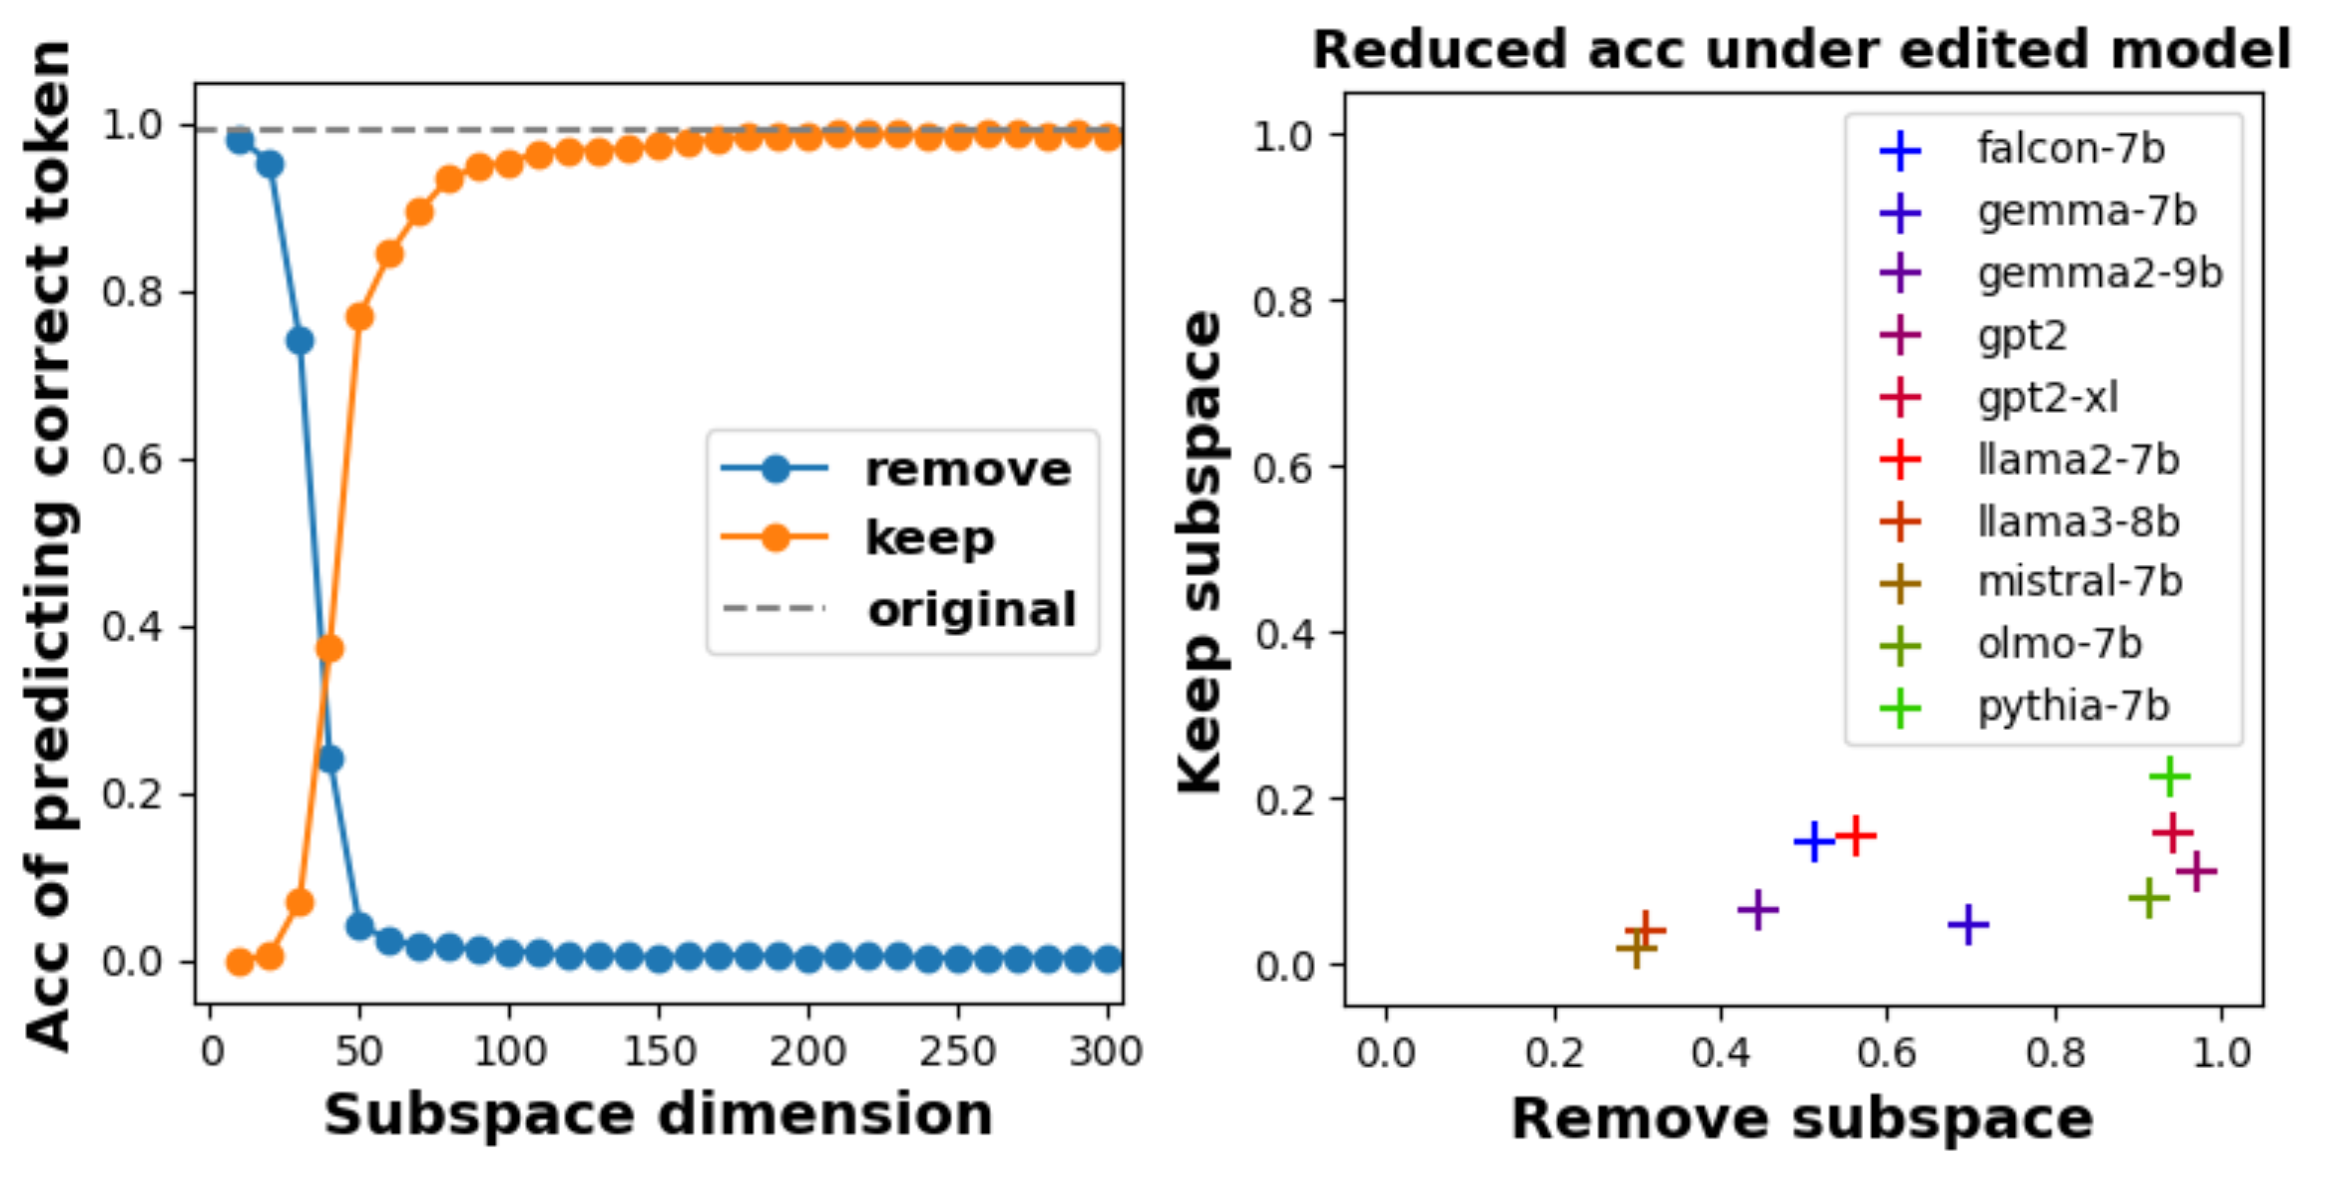 Acc of predicting correct token
1.0
0.8
0.6
0.4
0.2
0.0
remove
keep
original
0 50 100 150 200 250 300
Subspace dimension
Reduced acc under edited model
Keep subspace
1.0
0.8
0.6
0.4
0.2
0.0
falcon-7b
gemma-7b
gemma2-9b
gpt2
gpt2-xl
llama2-7b
llama3-8b
mistral-7b
olmo-7b
pythia-7b
0.0 0.2 0.4 0.6 0.8 1.0
Remove subspace